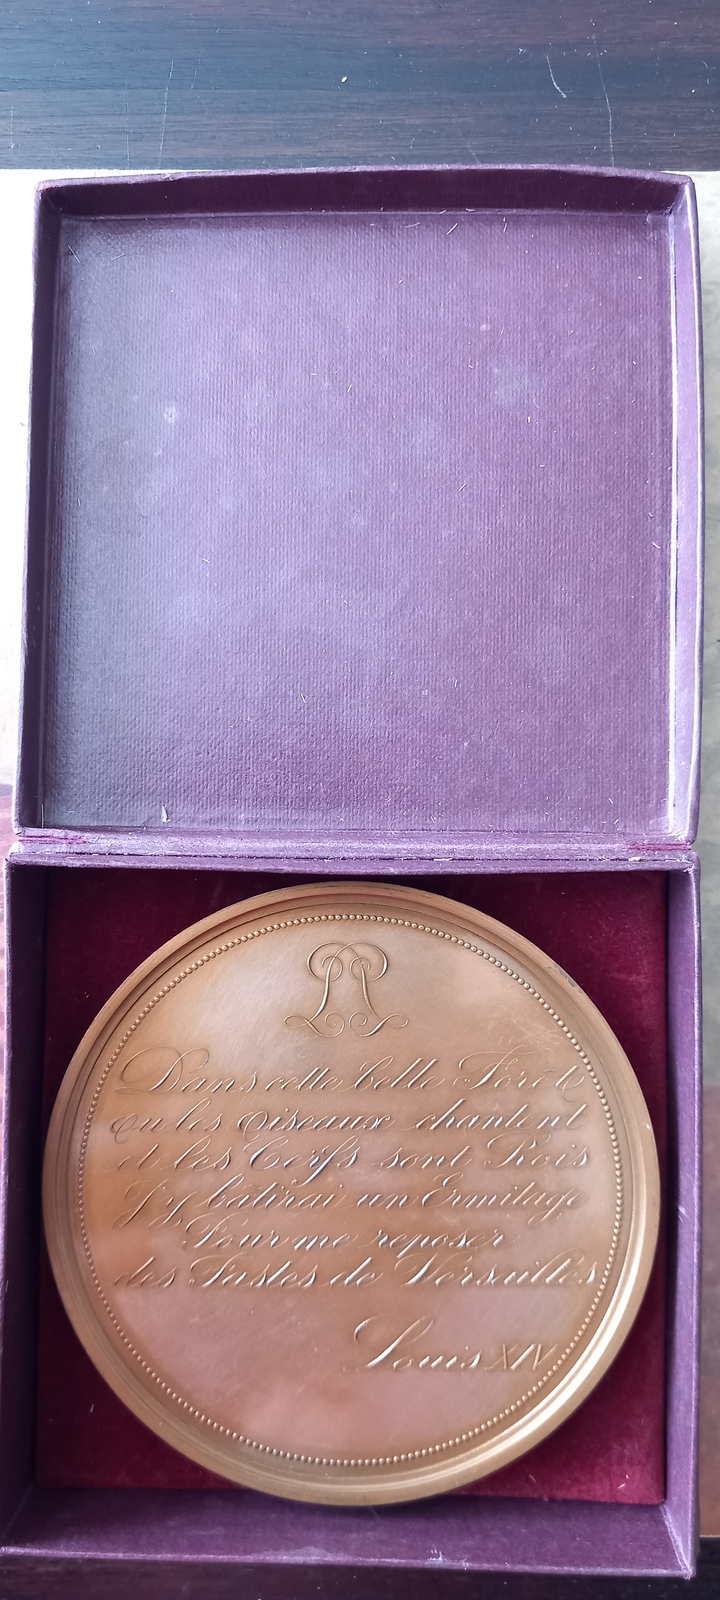 Dans cette belle Forêt
ou les Oiseaux chantent
et les Cerfs sont Rois
J'y bâtirai un Ermitage
Pour me reposer
des Fastes de Versailles
Louis XIV